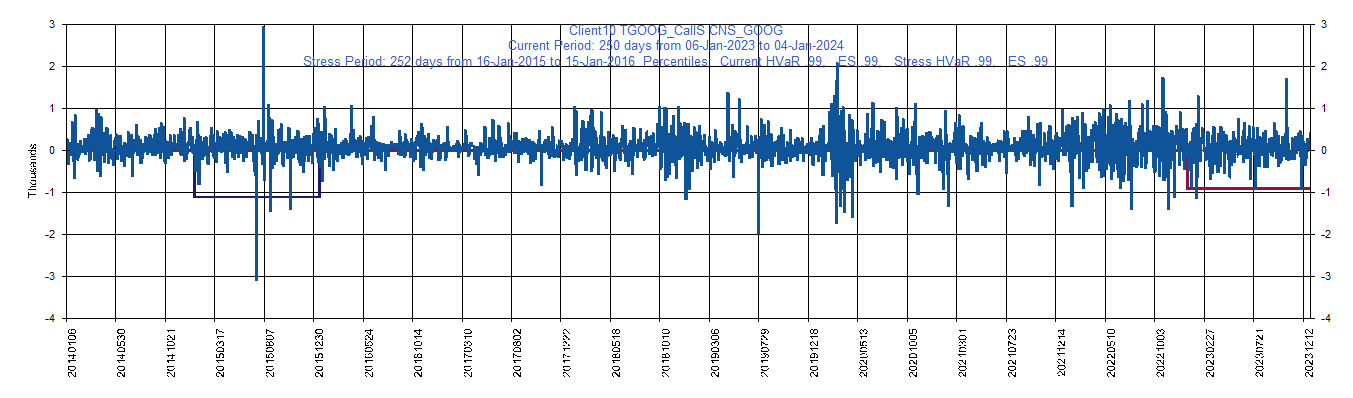 Client10 TGOOG_CallS CNS_GOOG
Current Period: 250 days from 06-Jan-2023 to 04-Jan-2024
Stress Period: 252 days from 16-Jan-2015 to 15-Jan-2016 Percentiles: Current HVaR .99, ES .99, Stress HVaR .99, ES .99
3 3
2 2
1 1
0 0
-1 -1
-2 -2
-3 -3
-4 -4
Thousands
20140106 20140530 20141021 20150317 20150807 20151230 20160524 20161014 20170310 20170802 20171222 20180518 20181010 20190306 20190729 20191218 20200513 20201005 20210301 20210723 20211214 20220510 20221003 20230227 20230721 20231212